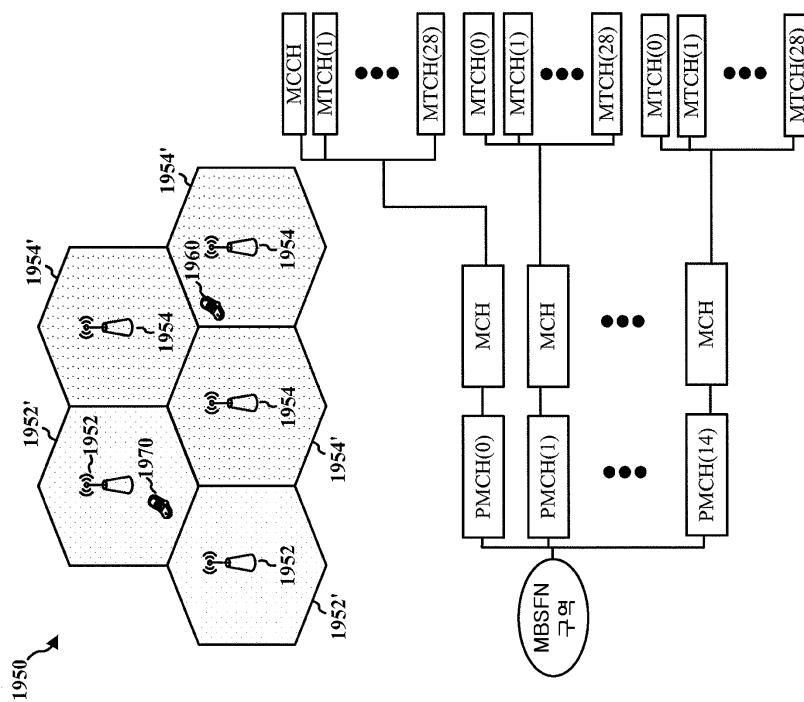 1950
1952'
1954'
1954'
1952
1970
1954
1960
1954
1952
1954
1952'
1954'
MCCH
MTCH(1)
MTCH(28)
MTCH(0)
MTCH(1)
MTCH(28)
MTCH(0)
MTCH(1)
MTCH(28)
MCH
MCH
MCH
PMCH(0)
PMCH(1)
PMCH(14)
MBSFN
구역